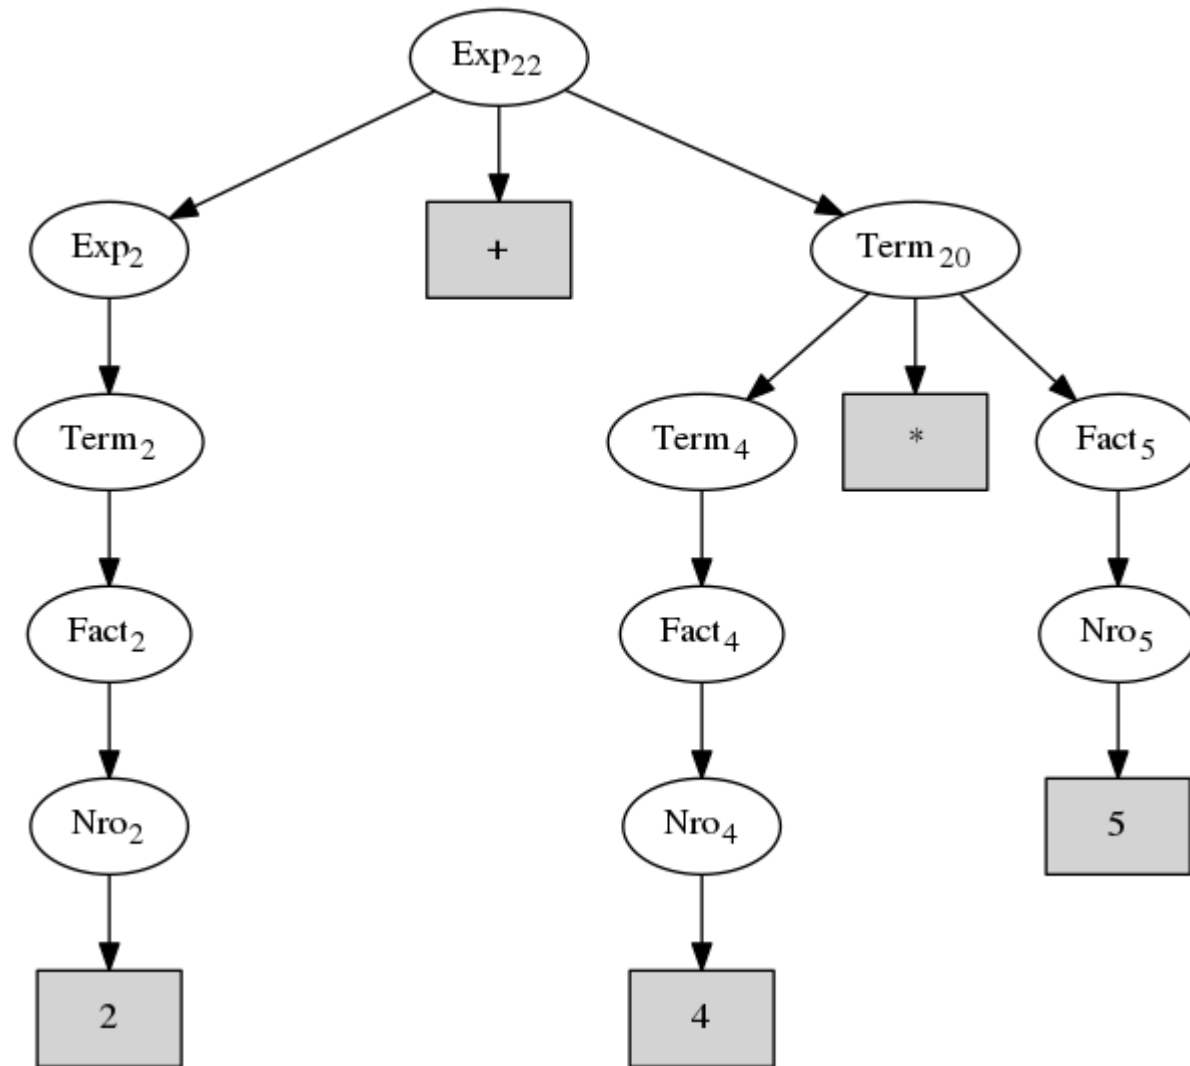 Exp22
Exp2 + Term20
Term2 Term4 * Fact5
Fact2 Fact4 Nro5
Nro2 Nro4 5
2 4